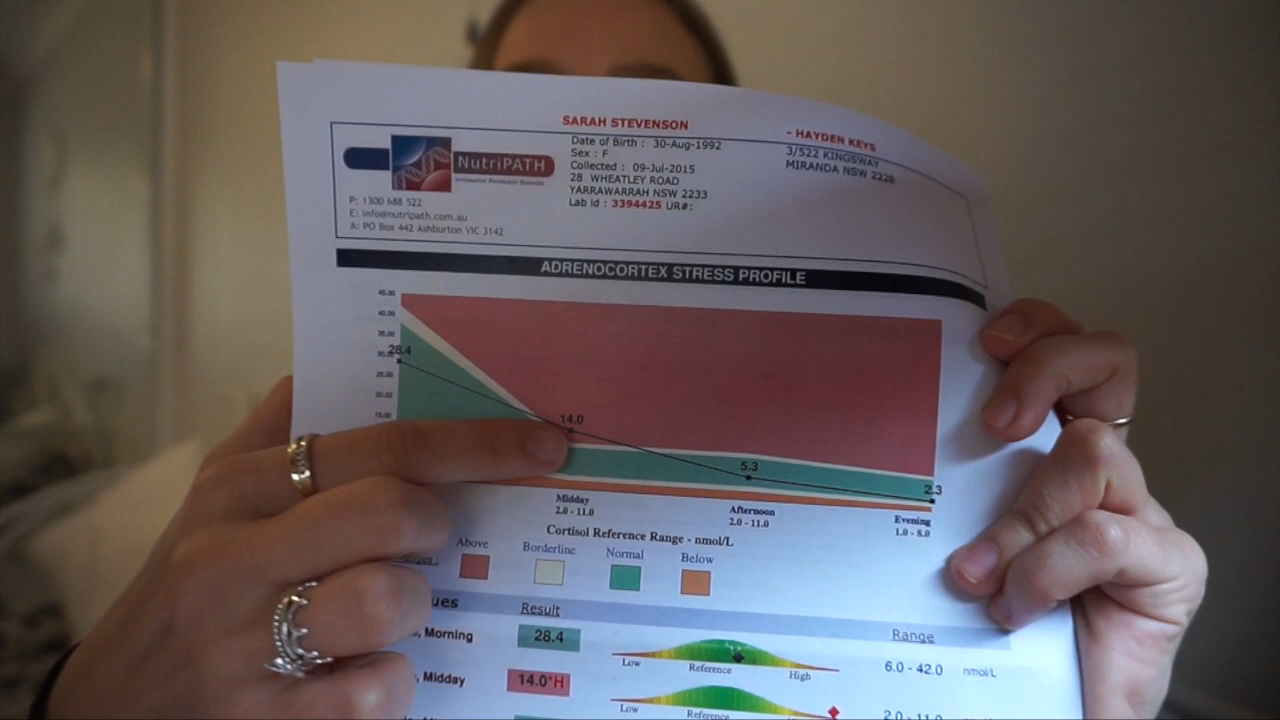 SARAH STEVENSON
Date of Birth : 30-Aug-1992
Sex : F
Collected : 09-Jul-2015
28 WHEATLEY ROAD
YARRAWARRAH NSW 2233
Lab id : 3394425 UR#:
- HAYDEN KEYS
3/522 KINGSWAY
MIRANDA NSW 2228
NutriPATH
INTEGRATIVE PATHOLOGY SERVICES
P: 1300 688 522
E: info@nutripath.com.au
A: PO Box 442 Ashburton VIC 3142
ADRENOCORTEX STRESS PROFILE
45.00
40.00
35.00
30.00
25.00
20.00
15.00
28.4
14.0
5.3
2.3
Midday
2.0 - 11.0
Afternoon
2.0 - 11.0
Evening
1.0 - 8.0
Cortisol Reference Range - nmol/L
Above Borderline Normal Below
ues Result Range
, Morning 28.4 Low Reference High 6.0 - 42.0 nmol/L
, Midday 14.0*H Low Reference 2.0 - 11.0